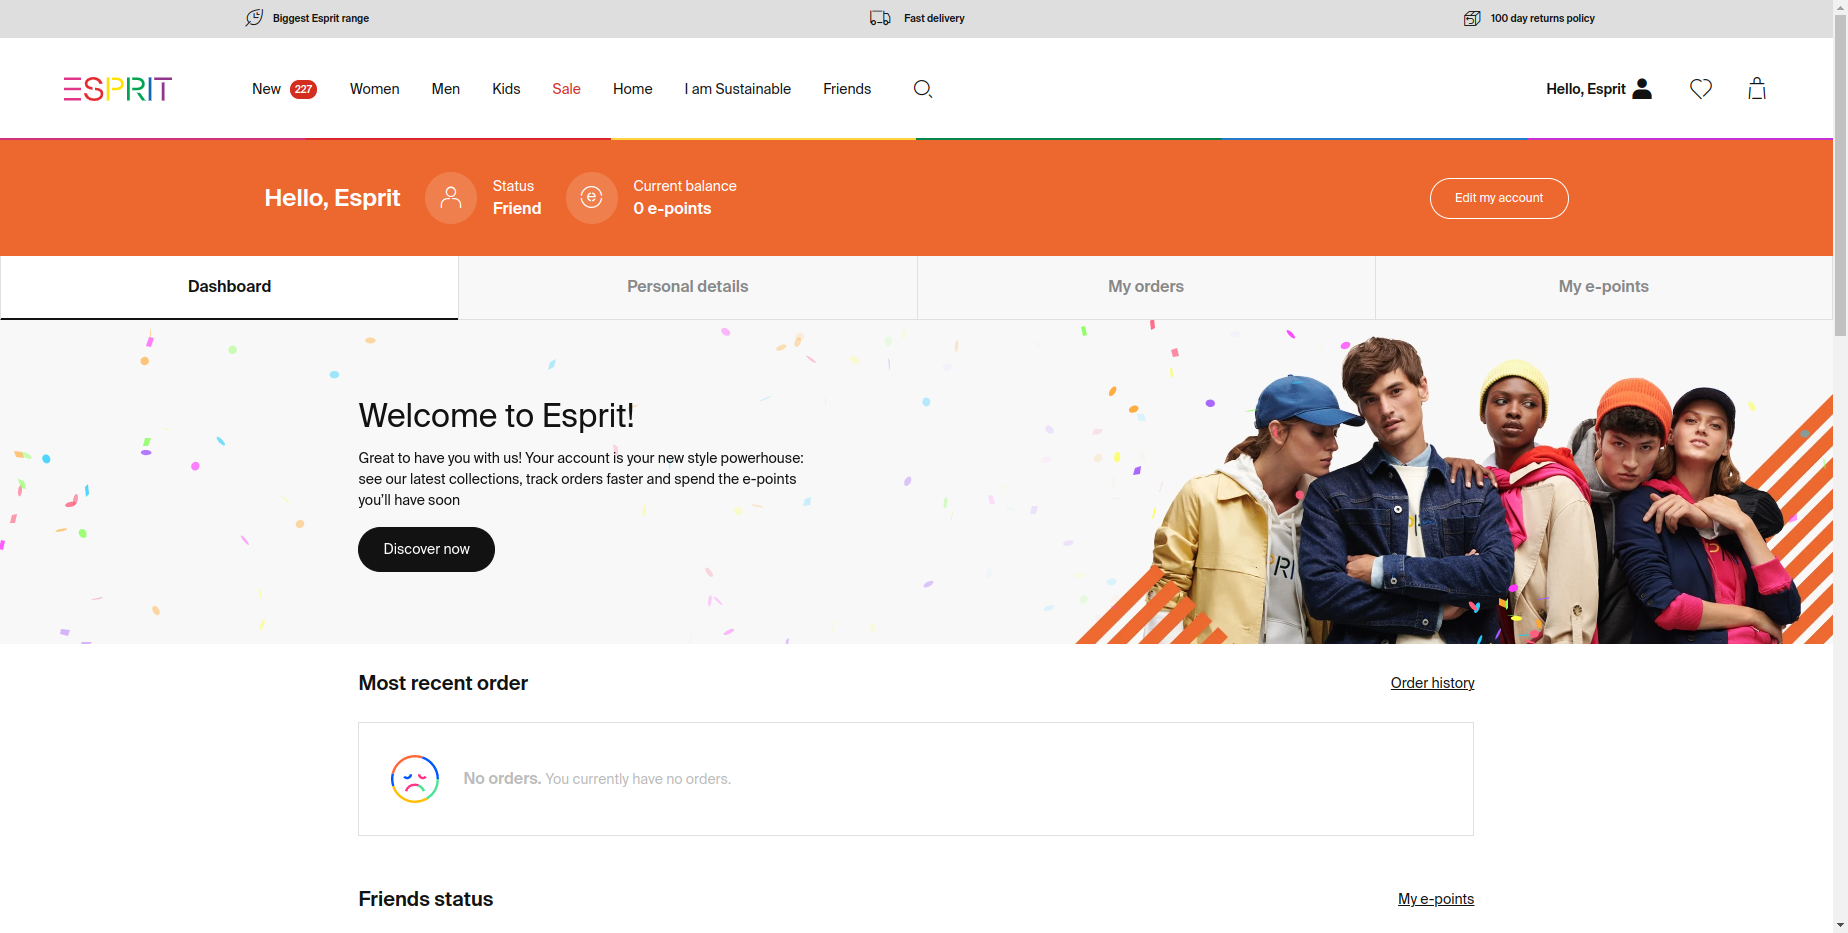 Biggest Esprit range
Fast delivery
100 day returns policy
ESPRIT
New 227
Women
Men
Kids
Sale
Home
I am Sustainable
Friends
Hello, Esprit
Hello, Esprit
Status
Friend
Current balance
0 e-points
Edit my account
Dashboard
Personal details
My orders
My e-points
Welcome to Esprit!
Great to have you with us! Your account is your new style powerhouse:
see our latest collections, track orders faster and spend the e-points
you'll have soon
Discover now
Most recent order
Order history
No orders. You currently have no orders.
Friends status
My e-points